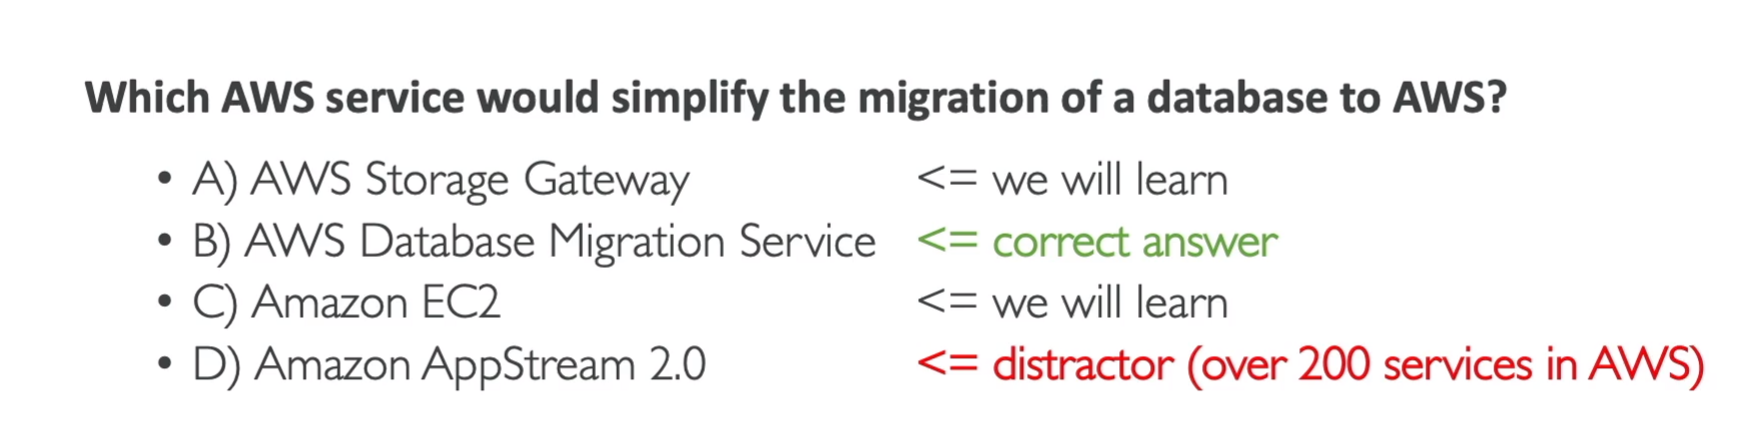 Which AWS service would simplify the migration of a database to AWS?
• A) AWS Storage Gateway <= we will learn
• B) AWS Database Migration Service <= correct answer
• C) Amazon EC2 <= we will learn
• D) Amazon AppStream 2.0 <= distractor (over 200 services in AWS)